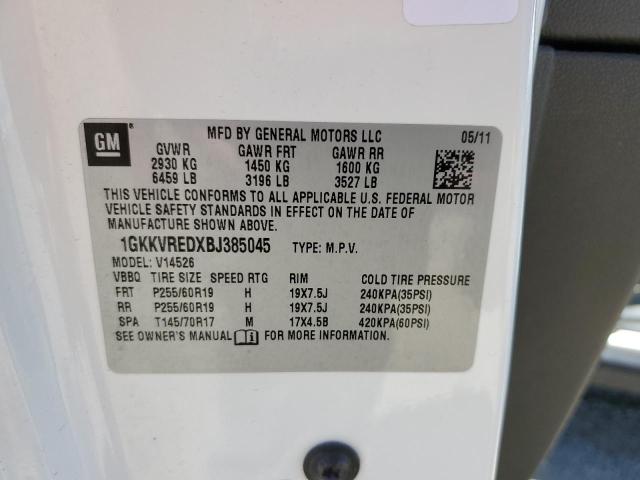 GM ® MFD BY GENERAL MOTORS LLC 05/11
GVWR GAWR FRT GAWR RR
2930 KG 1450 KG 1600 KG
6459 LB 3196 LB 3527 LB
THIS VEHICLE CONFORMS TO ALL APPLICABLE U.S. FEDERAL MOTOR
VEHICLE SAFETY STANDARDS IN EFFECT ON THE DATE OF
MANUFACTURE SHOWN ABOVE.
1GKKVREDXBJ385045 TYPE: M.P.V.
MODEL: V14526
VBBQ TIRE SIZE SPEED RTG RIM COLD TIRE PRESSURE
FRT P255/60R19 H 19X7.5J 240KPA(35PSI)
RR P255/60R19 H 19X7.5J 240KPA(35PSI)
SPA T145/70R17 M 17X4.5B 420KPA(60PSI)
SEE OWNER'S MANUAL i FOR MORE INFORMATION.